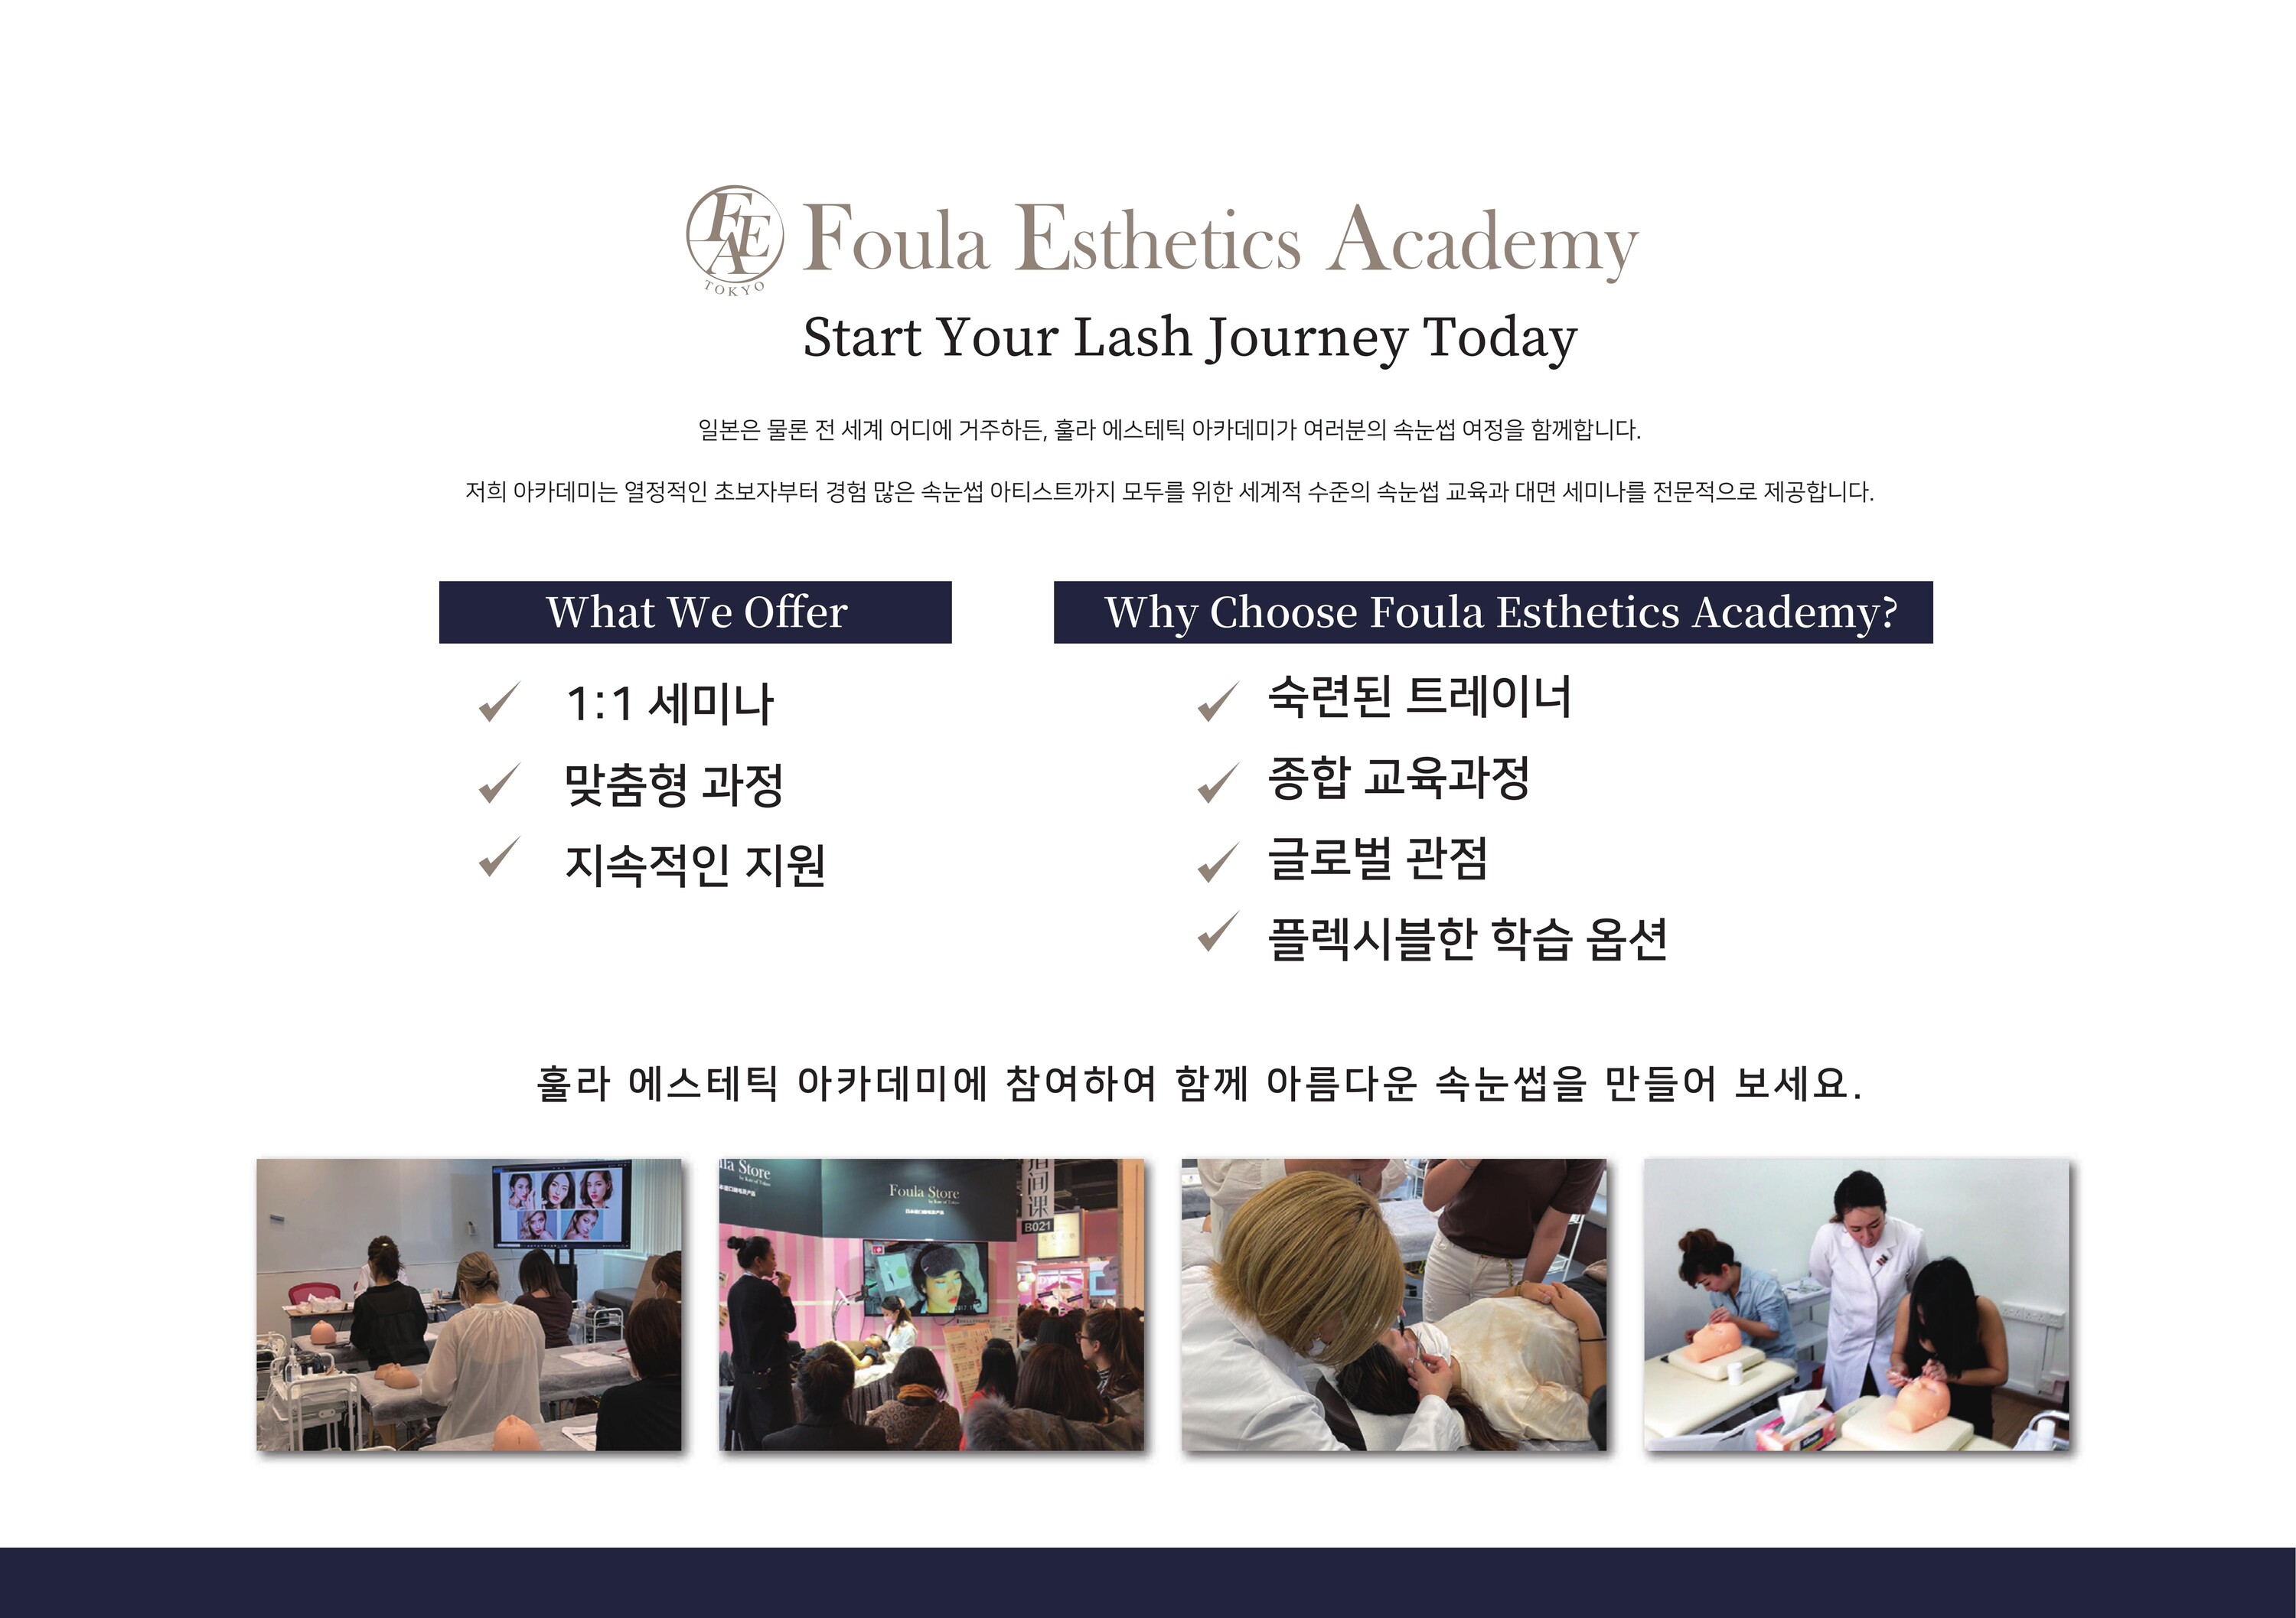 FEA
TOKYO
Foula Esthetics Academy
Start Your Lash Journey Today
일본은 물론 전 세계 어디에 거주하든, 훌라 에스테틱 아카데미가 여러분의 속눈썹 여정을 함께합니다.
저희 아카데미는 열정적인 초보자부터 경험 많은 속눈썹 아티스트까지 모두를 위한 세계적 수준의 속눈썹 교육과 대면 세미나를 전문적으로 제공합니다.
What We Offer
1:1 세미나
맞춤형 과정
지속적인 지원
Why Choose Foula Esthetics Academy?
숙련된 트레이너
종합 교육과정
글로벌 관점
플렉시블한 학습 옵션
훌라 에스테틱 아카데미에 참여하여 함께 아름다운 속눈썹을 만들어 보세요.
la Store
Foula Store
间课
B021